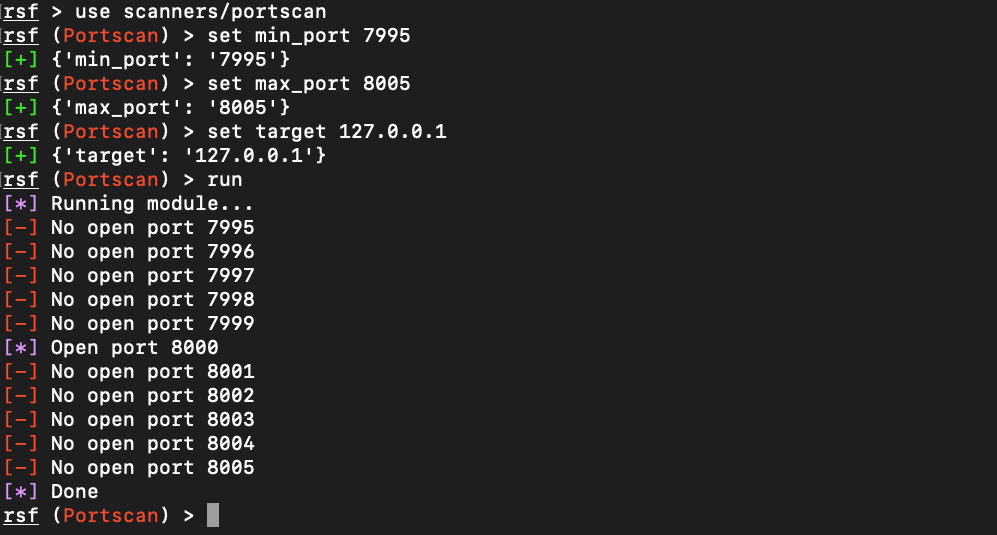 rsf > use scanners/portscan
rsf (Portscan) > set min_port 7995
[+] {'min_port': '7995'}
rsf (Portscan) > set max_port 8005
[+] {'max_port': '8005'}
rsf (Portscan) > set target 127.0.0.1
[+] {'target': '127.0.0.1'}
rsf (Portscan) > run
[*] Running module...
[-] No open port 7995
[-] No open port 7996
[-] No open port 7997
[-] No open port 7998
[-] No open port 7999
[*] Open port 8000
[-] No open port 8001
[-] No open port 8002
[-] No open port 8003
[-] No open port 8004
[-] No open port 8005
[*] Done
rsf (Portscan) >